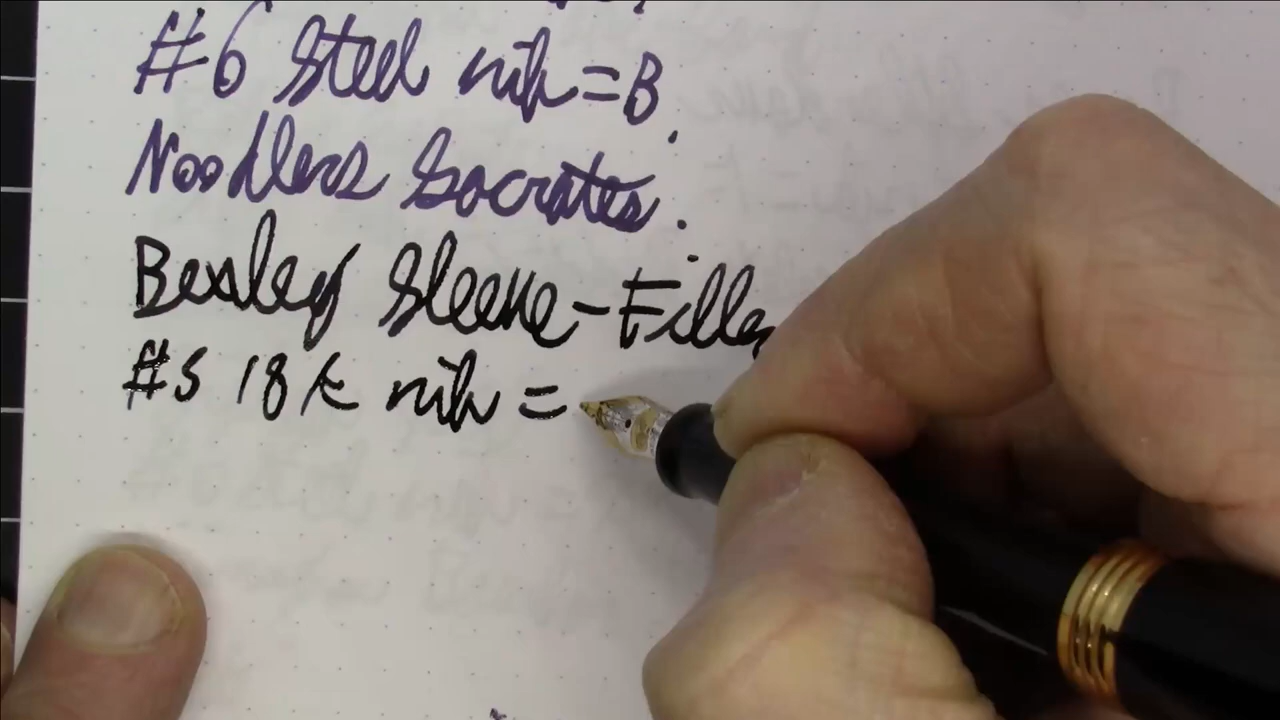 #6 Steel nib = B.
Noodlers Socrates.
Bexley Sleeve-Filler
#5 18k nib =